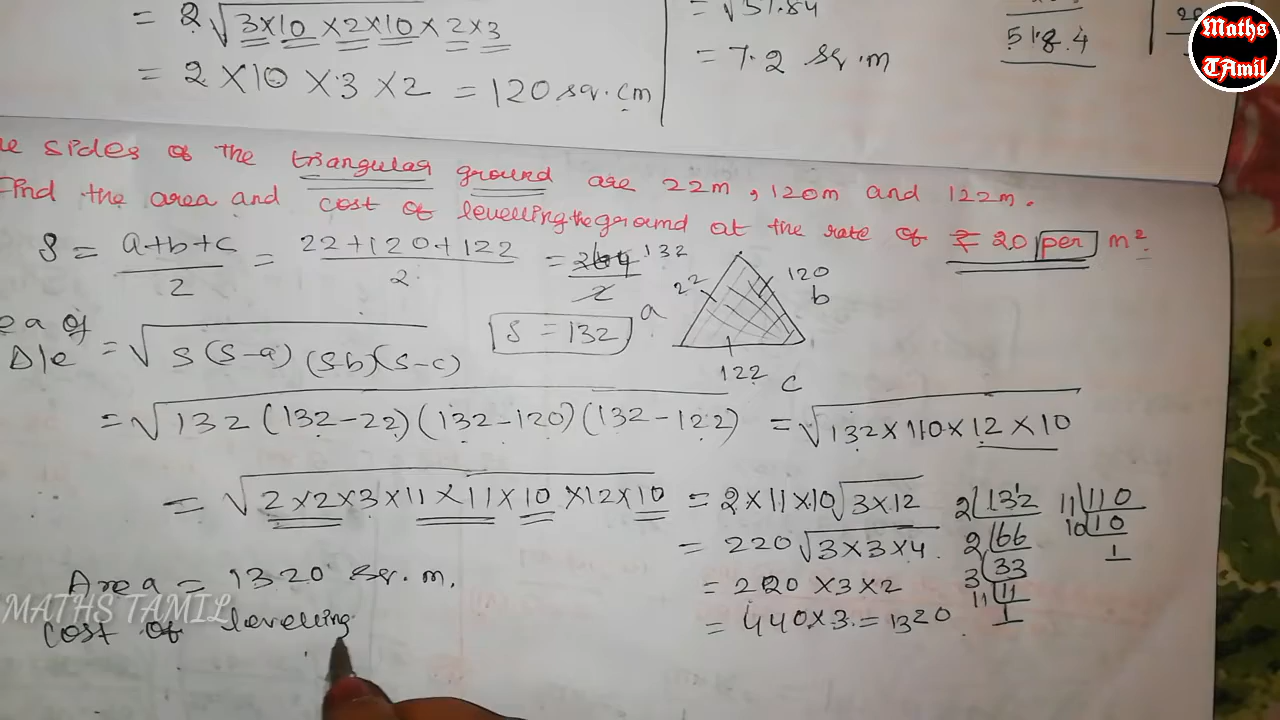 = 2√3×10×2×10×2×3
= 2×10×3×2 = 120 sq.cm
= √51.84
= 7.2 sq.m
518.4
Maths
TAmil
sides of the triangular ground are 22m, 120m and 122m.
Find the area and cost of levelling the ground at the rate of ₹ 20 per m²
S = a+b+c/2 = 22+120+122/2 = 264/2 132
S = 132
22
a
120
b
122 c
ea of Dle = √S(S-a)(S-b)(S-c)
= √132(132-22)(132-120)(132-122) = √132×110×12×10
= √2×2×3×11×11×10×12×10 = 2×11×10√3×12
= 220√3×3×4.
= 220×3×2
= 440×3 = 1320
2 132
2 66
3 33
11 11
1
11 110
10 10
1
Area = 1320 sq.m.
MATHS TAMIL
cost of levelling